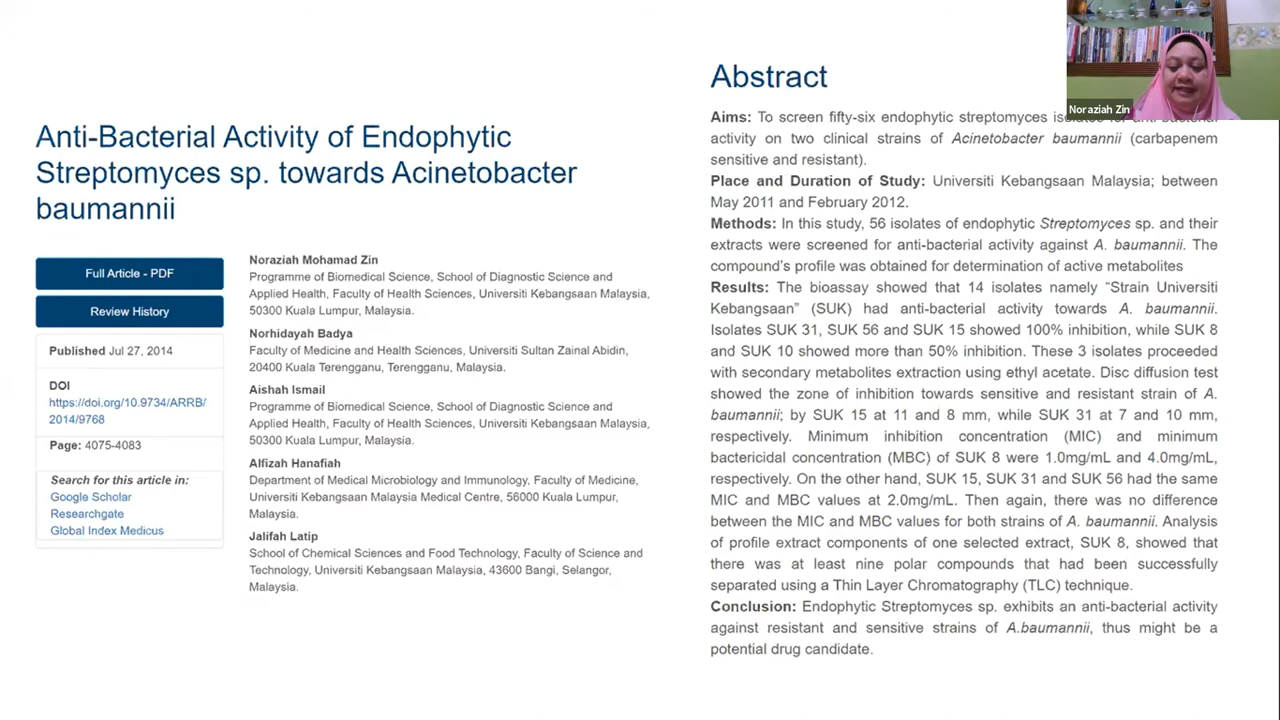 Noraziah Zin
Anti-Bacterial Activity of Endophytic
Streptomyces sp. towards Acinetobacter
baumannii
Full Article - PDF
Review History
Published Jul 27, 2014
DOI
https://doi.org/10.9734/ARRB/
2014/9768
Page: 4075-4083
Search for this article in:
Google Scholar
Researchgate
Global Index Medicus
Noraziah Mohamad Zin
Programme of Biomedical Science, School of Diagnostic Science and
Applied Health, Faculty of Health Sciences, Universiti Kebangsaan Malaysia,
50300 Kuala Lumpur, Malaysia.
Norhidayah Badya
Faculty of Medicine and Health Sciences, Universiti Sultan Zainal Abidin,
20400 Kuala Terengganu, Terengganu, Malaysia.
Aishah Ismail
Programme of Biomedical Science, School of Diagnostic Science and
Applied Health, Faculty of Health Sciences, Universiti Kebangsaan Malaysia,
50300 Kuala Lumpur, Malaysia.
Alfizah Hanafiah
Department of Medical Microbiology and Immunology, Faculty of Medicine,
Universiti Kebangsaan Malaysia Medical Centre, 56000 Kuala Lumpur,
Malaysia.
Jalifah Latip
School of Chemical Sciences and Food Technology, Faculty of Science and
Technology, Universiti Kebangsaan Malaysia, 43600 Bangi, Selangor,
Malaysia.
Abstract
Aims: To screen fifty-six endophytic streptomyces
activity on two clinical strains of Acinetobacter baumannii (carbapenem
sensitive and resistant).
Place and Duration of Study: Universiti Kebangsaan Malaysia; between
May 2011 and February 2012.
Methods: In this study, 56 isolates of endophytic Streptomyces sp. and their
extracts were screened for anti-bacterial activity against A. baumannii. The
compound's profile was obtained for determination of active metabolites
Results: The bioassay showed that 14 isolates namely “Strain Universiti
Kebangsaan” (SUK) had anti-bacterial activity towards A. baumannii.
Isolates SUK 31, SUK 56 and SUK 15 showed 100% inhibition, while SUK 8
and SUK 10 showed more than 50% inhibition. These 3 isolates proceeded
with secondary metabolites extraction using ethyl acetate. Disc diffusion test
showed the zone of inhibition towards sensitive and resistant strain of A.
baumannii; by SUK 15 at 11 and 8 mm, while SUK 31 at 7 and 10 mm,
respectively. Minimum inhibition concentration (MIC) and minimum
bactericidal concentration (MBC) of SUK 8 were 1.0mg/mL and 4.0mg/mL,
respectively. On the other hand, SUK 15, SUK 31 and SUK 56 had the same
MIC and MBC values at 2.0mg/mL. Then again, there was no difference
between the MIC and MBC values for both strains of A. baumannii. Analysis
of profile extract components of one selected extract, SUK 8, showed that
there was at least nine polar compounds that had been successfully
separated using a Thin Layer Chromatography (TLC) technique.
Conclusion: Endophytic Streptomyces sp. exhibits an anti-bacterial activity
against resistant and sensitive strains of A.baumannii, thus might be a
potential drug candidate.